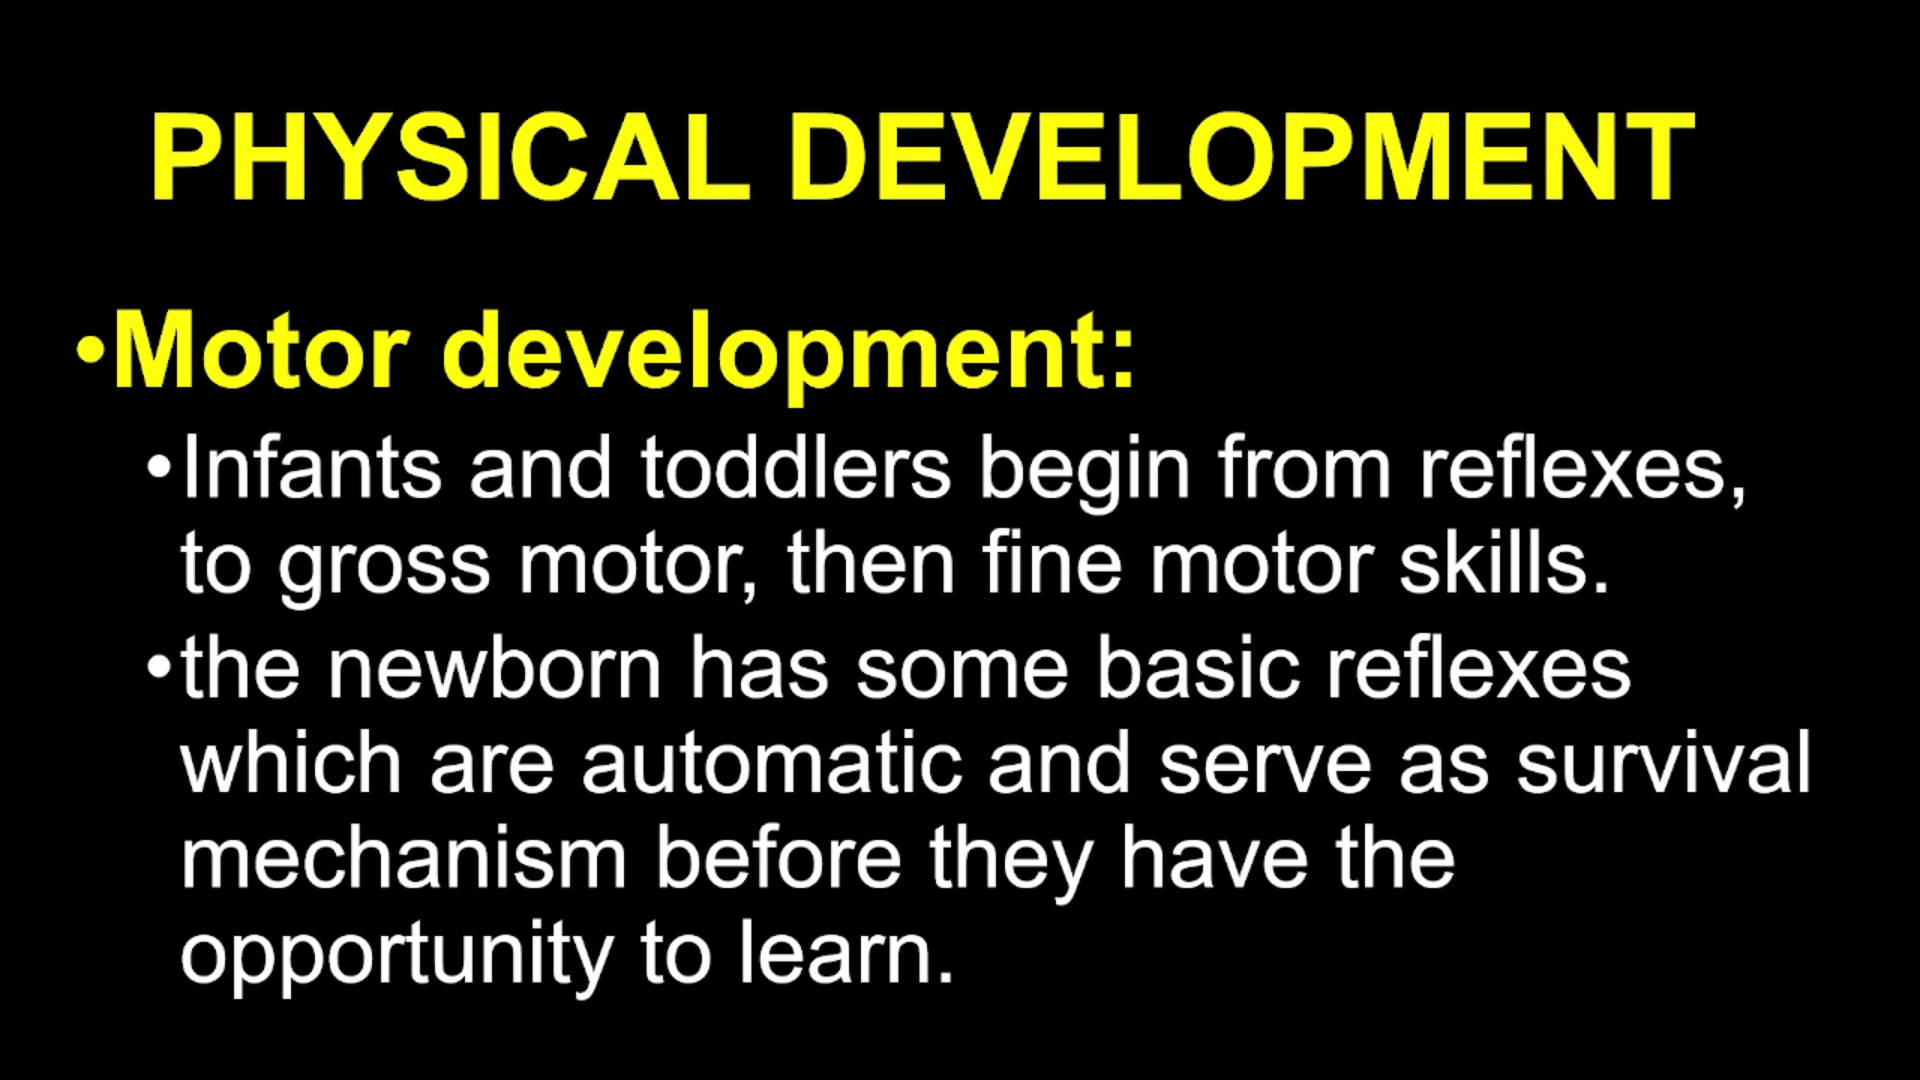 PHYSICAL DEVELOPMENT
•Motor development:
•Infants and toddlers begin from reflexes,
to gross motor, then fine motor skills.
•the newborn has some basic reflexes
which are automatic and serve as survival
mechanism before they have the
opportunity to learn.